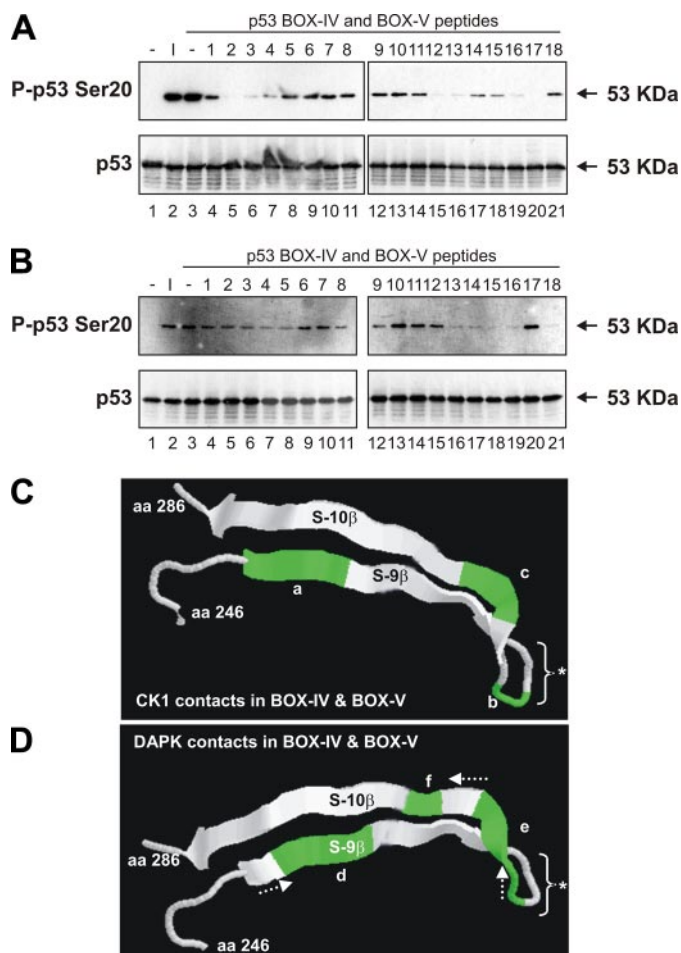 A
p53 BOX-IV and BOX-V peptides
- I - 1 2 3 4 5 6 7 8 9 10 11 12 13 14 15 16 17 18
P-p53 Ser20 53 KDa
p53 53 KDa
1 2 3 4 5 6 7 8 9 10 11 12 13 14 15 16 17 18 19 20 21
B
p53 BOX-IV and BOX-V peptides
- I - 1 2 3 4 5 6 7 8 9 10 11 12 13 14 15 16 17 18
P-p53 Ser20 53 KDa
p53 53 KDa
1 2 3 4 5 6 7 8 9 10 11 12 13 14 15 16 17 18 19 20 21
C
aa 286
S-10β
S-9β
c
a
aa 246
*
b
CK1 contacts in BOX-IV & BOX-V
D
DAPK contacts in BOX-IV & BOX-V
f
S-10β
e
aa 286
S-9β
d
*
aa 246